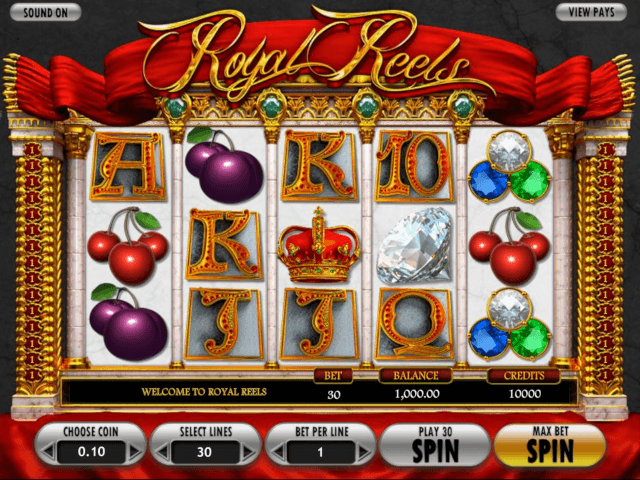 SOUND ON
VIEW PAYS
Royal Reels
A
K
10
K
J
J
Q
BET
BALANCE
CREDITS
WELCOME TO ROYAL REELS
30
1,000.00
10000
CHOOSE COIN
0.10
SELECT LINES
30
BET PER LINE
1
PLAY 30
SPIN
MAX BET
SPIN